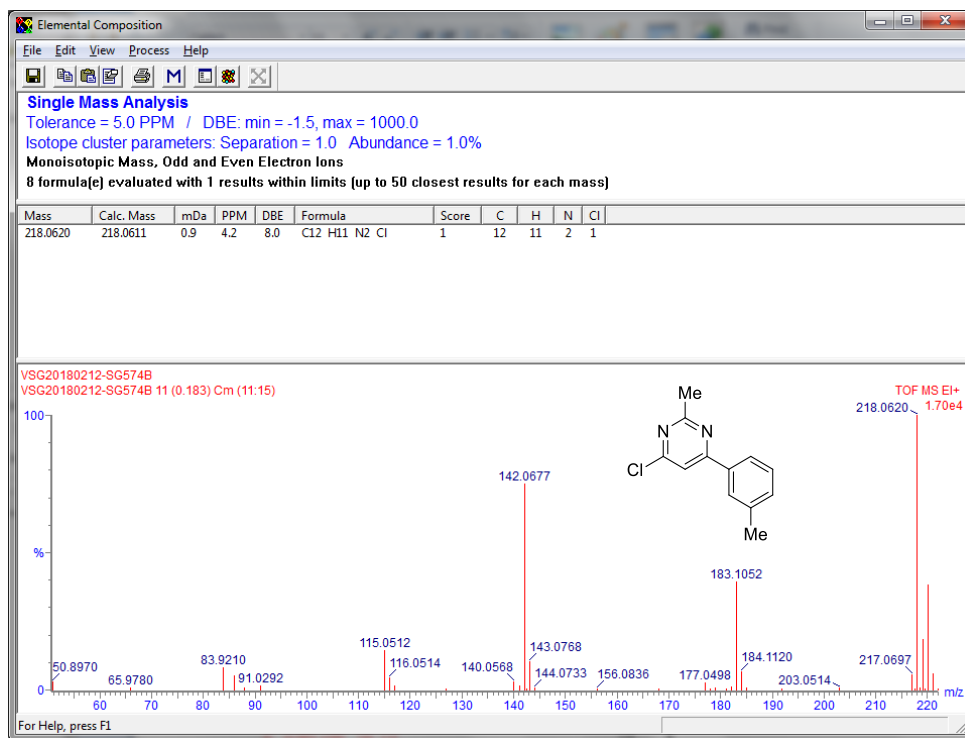 Elemental Composition
File Edit View Process Help
M
Single Mass Analysis
Tolerance = 5.0 PPM / DBE: min = -1.5, max = 1000.0
Isotope cluster parameters: Separation = 1.0 Abundance = 1.0%
Monoisotopic Mass, Odd and Even Electron Ions
8 formula(e) evaluated with 1 results within limits (up to 50 closest results for each mass)
Mass Calc. Mass mDa PPM DBE Formula Score C H N Cl
218.0620 218.0611 0.9 4.2 8.0 C12 H11 N2 Cl 1 12 11 2 1
VSG20180212-SG574B
VSG20180212-SG574B 11 (0.183) Cm (11:15)
TOF MS EI+
1.70e4
100
%
0
218.0620
142.0677
183.1052
115.0512
143.0768
83.9210
116.0514
50.8970
65.9780
91.0292
140.0568
144.0733
156.0836
177.0498
184.1120
203.0514
217.0697
Me
N N
Cl
Me
60 70 80 90 100 110 120 130 140 150 160 170 180 190 200 210 220 m/z
For Help, press F1